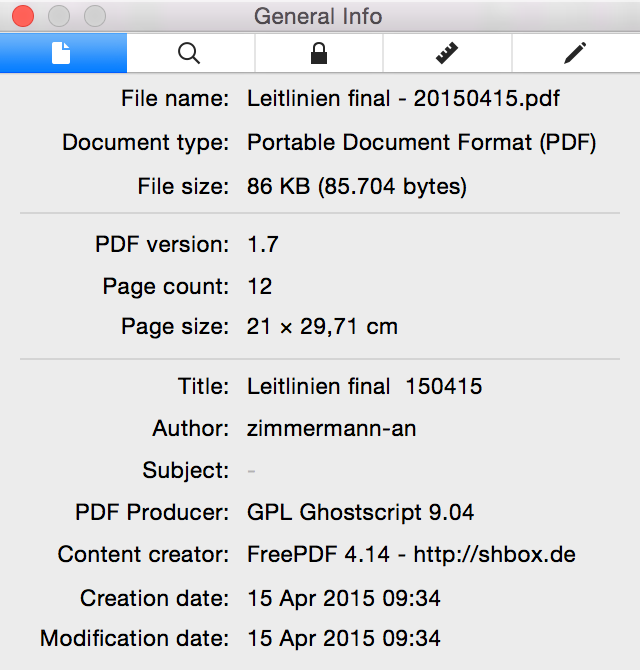 General Info
File name: Leitlinien final - 20150415.pdf
Document type: Portable Document Format (PDF)
File size: 86 KB (85.704 bytes)
PDF version: 1.7
Page count: 12
Page size: 21 × 29,71 cm
Title: Leitlinien final  150415
Author: zimmermann-an
Subject: -
PDF Producer: GPL Ghostscript 9.04
Content creator: FreePDF 4.14 - http://shbox.de
Creation date: 15 Apr 2015 09:34
Modification date: 15 Apr 2015 09:34